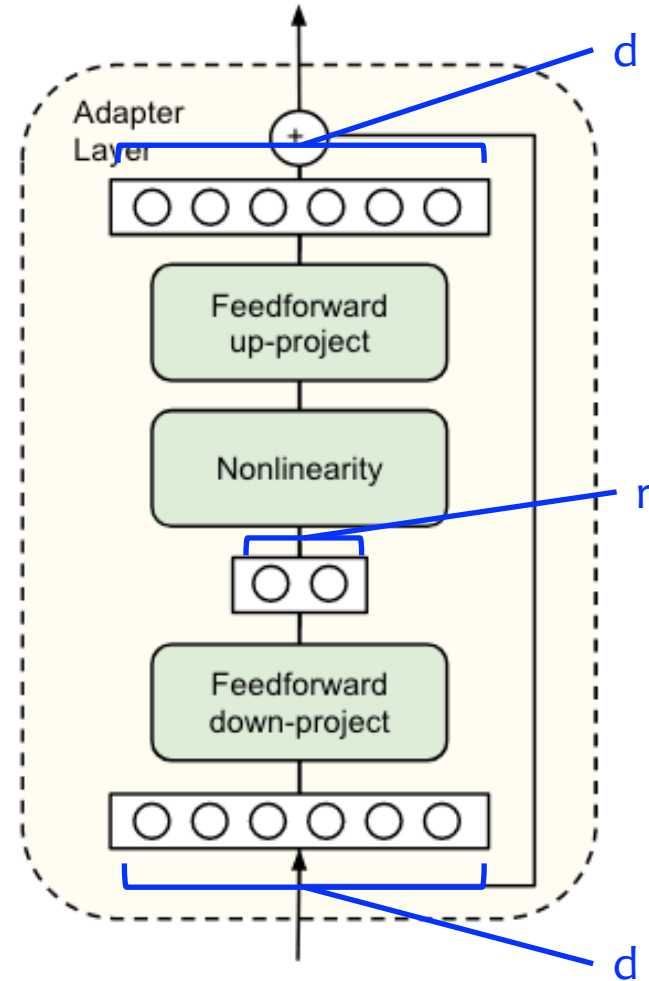 d
Adapter
Layer
+
Feedforward
up-project
Nonlinearity
r
Feedforward
down-project
d